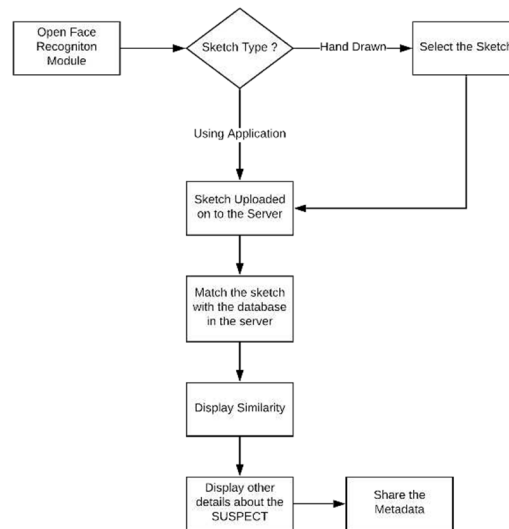 Open Face
Recogniton
Module
Sketch Type ?
Hand Drawn
Select the Sketch
Using Application
Sketch Uploaded
on to the Server
Match the sketch
with the database
in the server
Display Similarity
Display other
details about the
SUSPECT
Share the
Metadata